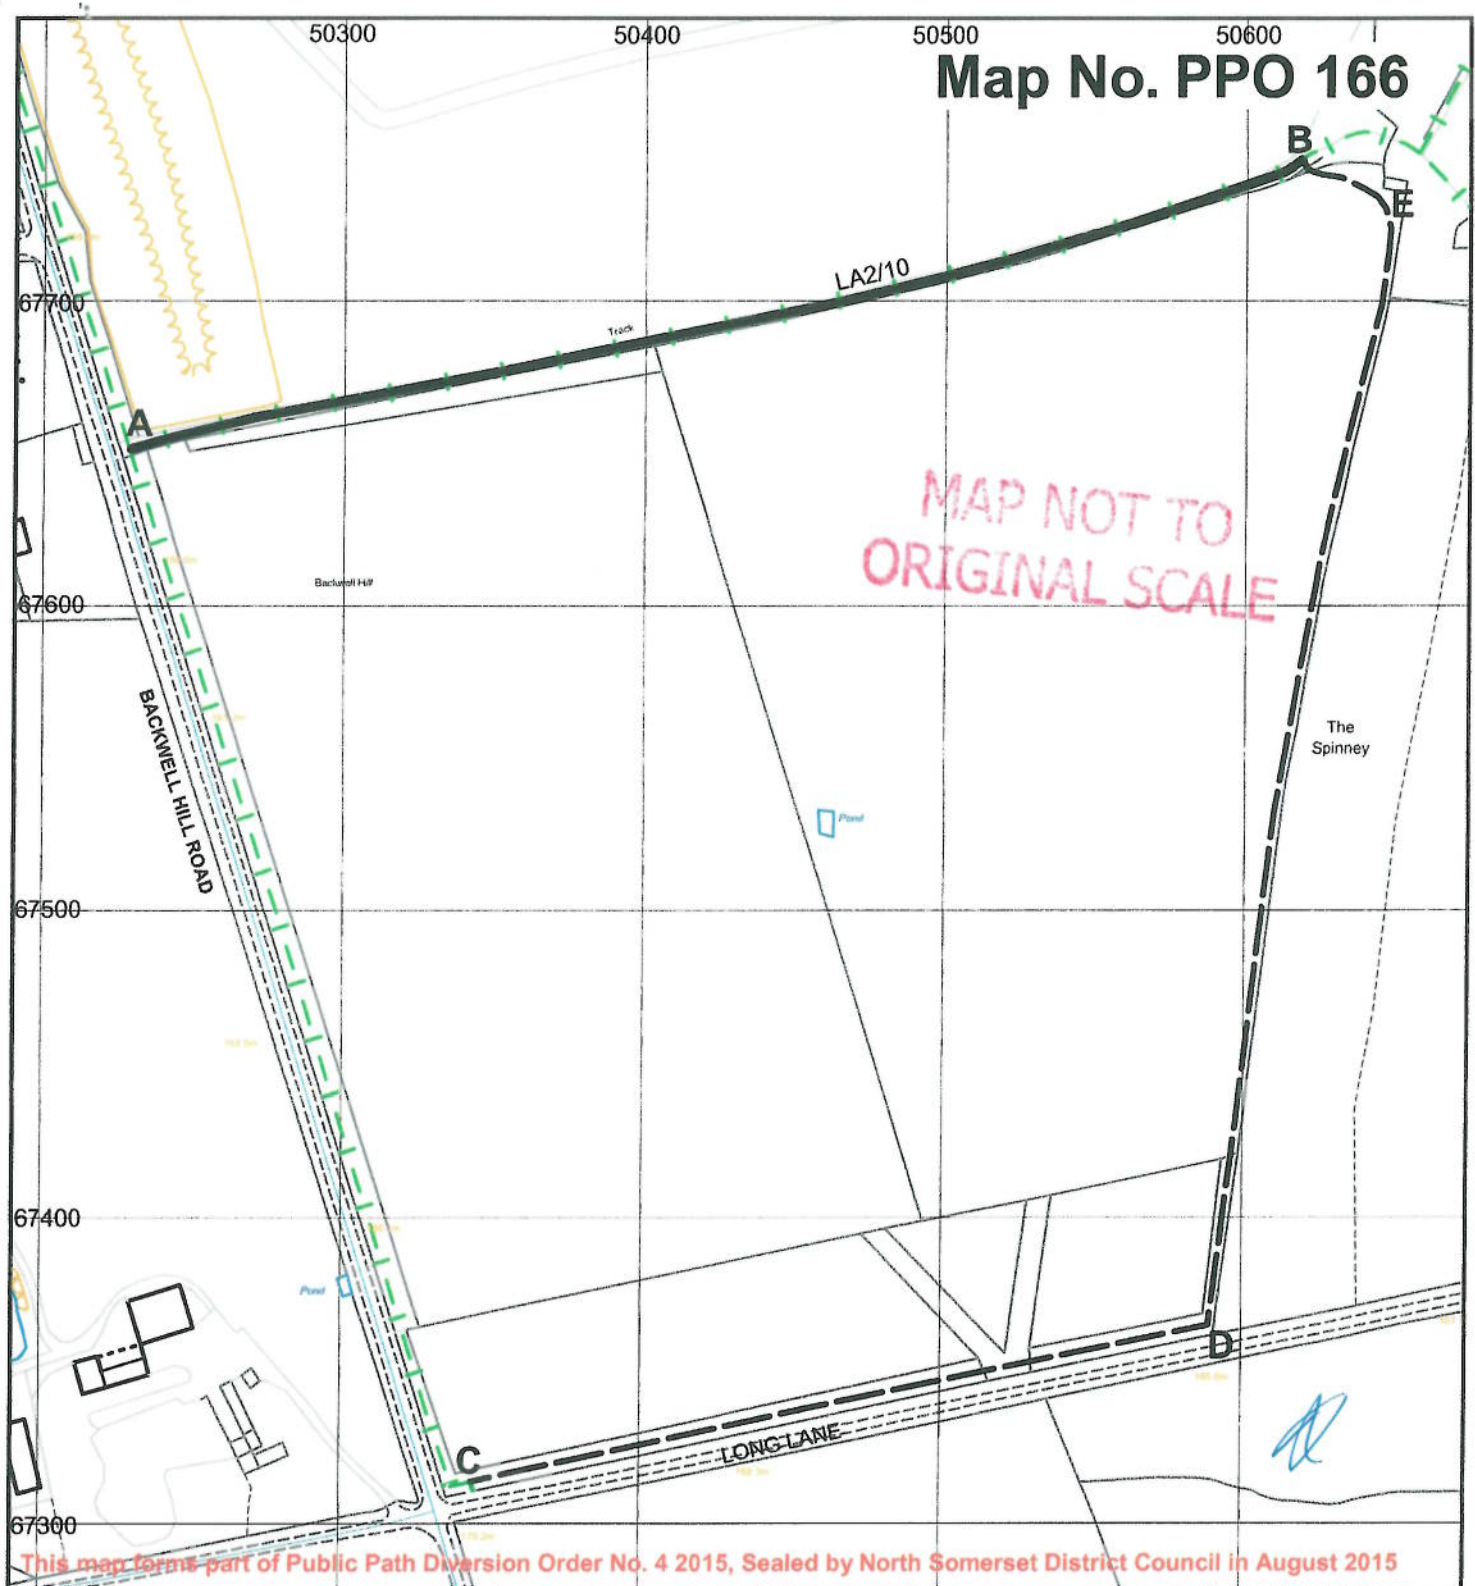 50300
50400
50500
50600
Map No. PPO 166
B
E
LA2/10
67700
Track
A
MAP NOT TO
ORIGINAL SCALE
67600
Backwell Hill
BACKWELL HILL ROAD
The
Spinney
Pond
67500
67400
Pond
D
C
LONG LANE
67300
This map forms part of Public Path Diversion Order No. 4 2015, Sealed by North Somerset District Council in August 2015